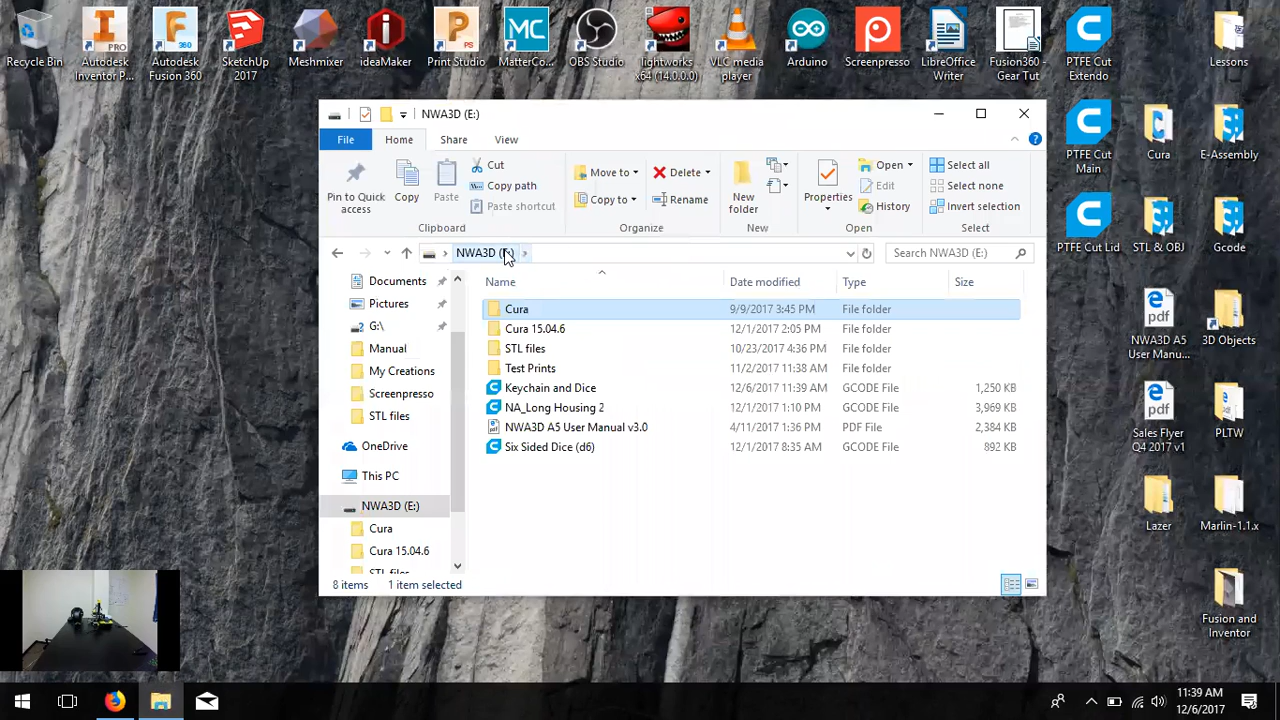 Recycle Bin
Autodesk Inventor P...
Autodesk Fusion 360
SketchUp 2017
Meshmixer
ideaMaker
Print Studio
MatterCo...
OBS Studio
lightworks x64 (14.0.0.0)
VLC media player
Arduino
Screenpresso
LibreOffice Writer
Fusion360 - Gear Tut
PTFE Cut Extendo
Lessons
PTFE Cut Main
Cura
E-Assembly
PTFE Cut Lid
STL & OBJ
Gcode
NWA3D A5 User Manu...
3D Objects
Sales Flyer Q4 2017 v1
PLTW
Lazer
Marlin-1.1.x
Fusion and Inventor
NWA3D (E:)
File Home Share View
Pin to Quick access
Copy
Paste
Cut
Copy path
Paste shortcut
Clipboard
Move to
Copy to
Delete
Rename
Organize
New folder
New
Properties
Open
Edit
History
Open
Select all
Select none
Invert selection
Select
NWA3D (E:)
Search NWA3D (E:)
Documents
Pictures
G:\
Manual
My Creations
Screenpresso
STL files
OneDrive
This PC
NWA3D (E:)
Cura
Cura 15.04.6
STL files
Name Date modified Type Size
Cura 9/9/2017 3:45 PM File folder
Cura 15.04.6 12/1/2017 2:05 PM File folder
STL files 10/23/2017 4:36 PM File folder
Test Prints 11/2/2017 11:38 AM File folder
Keychain and Dice 12/6/2017 11:39 AM GCODE File 1,250 KB
NA_Long Housing 2 12/1/2017 1:10 PM GCODE File 3,969 KB
NWA3D A5 User Manual v3.0 4/11/2017 1:36 PM PDF File 2,384 KB
Six Sided Dice (d6) 12/1/2017 8:35 AM GCODE File 892 KB
8 items 1 item selected
11:39 AM
12/6/2017